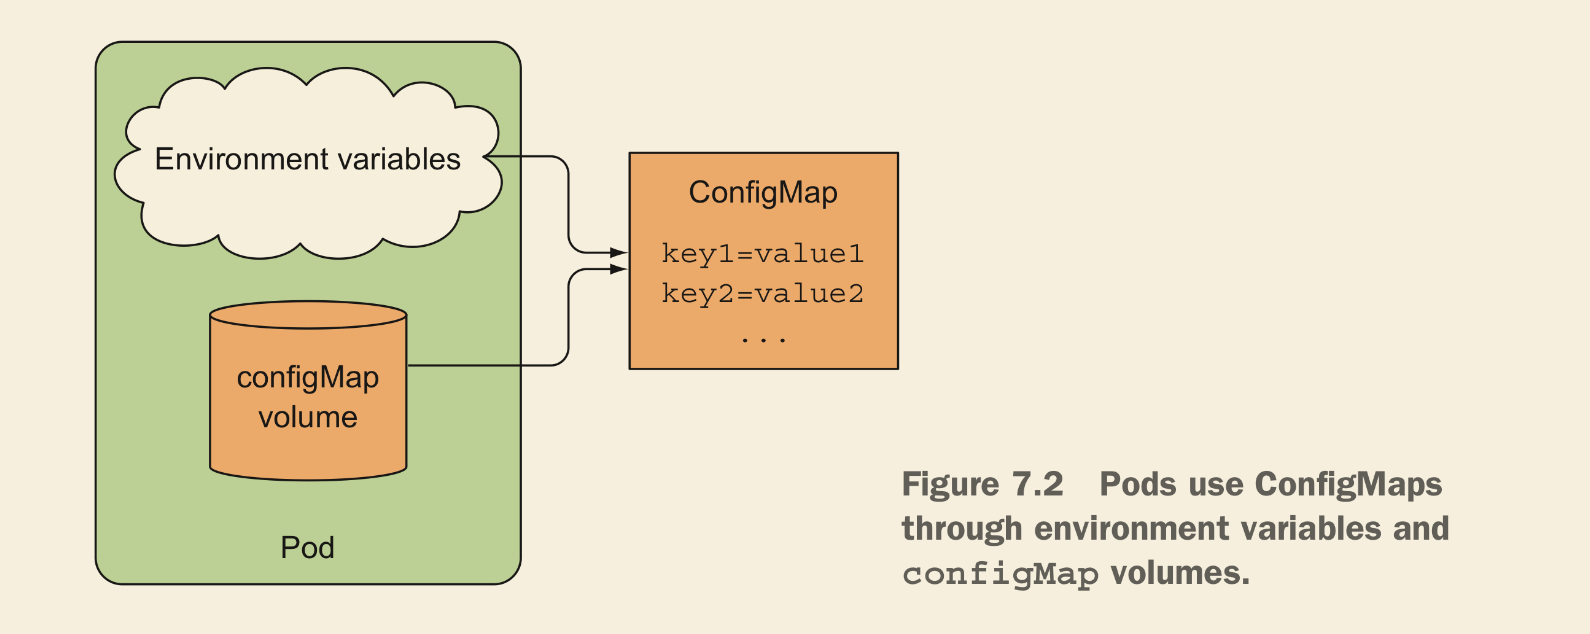 Environment variables
ConfigMap
key1=value1
key2=value2
...
configMap
volume
Pod
Figure 7.2 Pods use ConfigMaps
through environment variables and
configMap volumes.